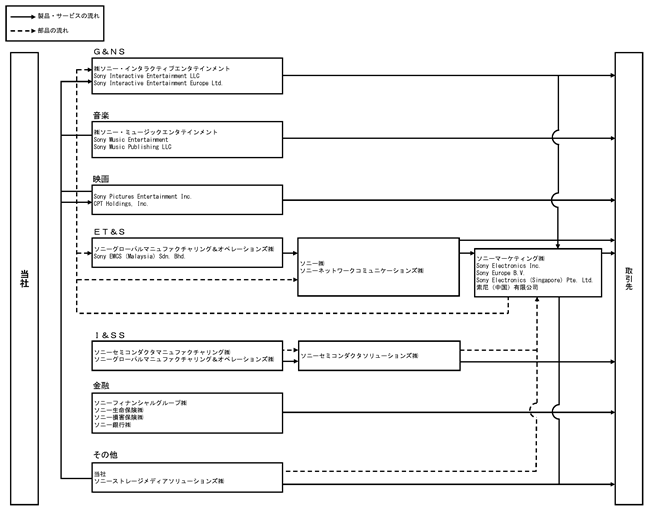 製品・サービスの流れ
部品の流れ
当社
G&NS
㈱ソニー・インタラクティブエンタテインメント
Sony Interactive Entertainment LLC
Sony Interactive Entertainment Europe Ltd.
音楽
㈱ソニー・ミュージックエンタテインメント
Sony Music Entertainment
Sony Music Publishing LLC
映画
Sony Pictures Entertainment Inc.
CPT Holdings, Inc.
ET&S
ソニーグローバルマニュファクチャリング&オペレーションズ㈱
Sony EMCS (Malaysia) Sdn. Bhd.
ソニー㈱
ソニーネットワークコミュニケーションズ㈱
ソニーマーケティング㈱
Sony Electronics Inc.
Sony Europe B.V.
Sony Electronics (Singapore) Pte. Ltd.
索尼（中国）有限公司
I&SS
ソニーセミコンダクタマニュファクチャリング㈱
ソニーグローバルマニュファクチャリング&オペレーションズ㈱
ソニーセミコンダクタソリューションズ㈱
金融
ソニーフィナンシャルグループ㈱
ソニー生命保険㈱
ソニー損害保険㈱
ソニー銀行㈱
その他
当社
ソニーストレージメディアソリューションズ㈱
取引先